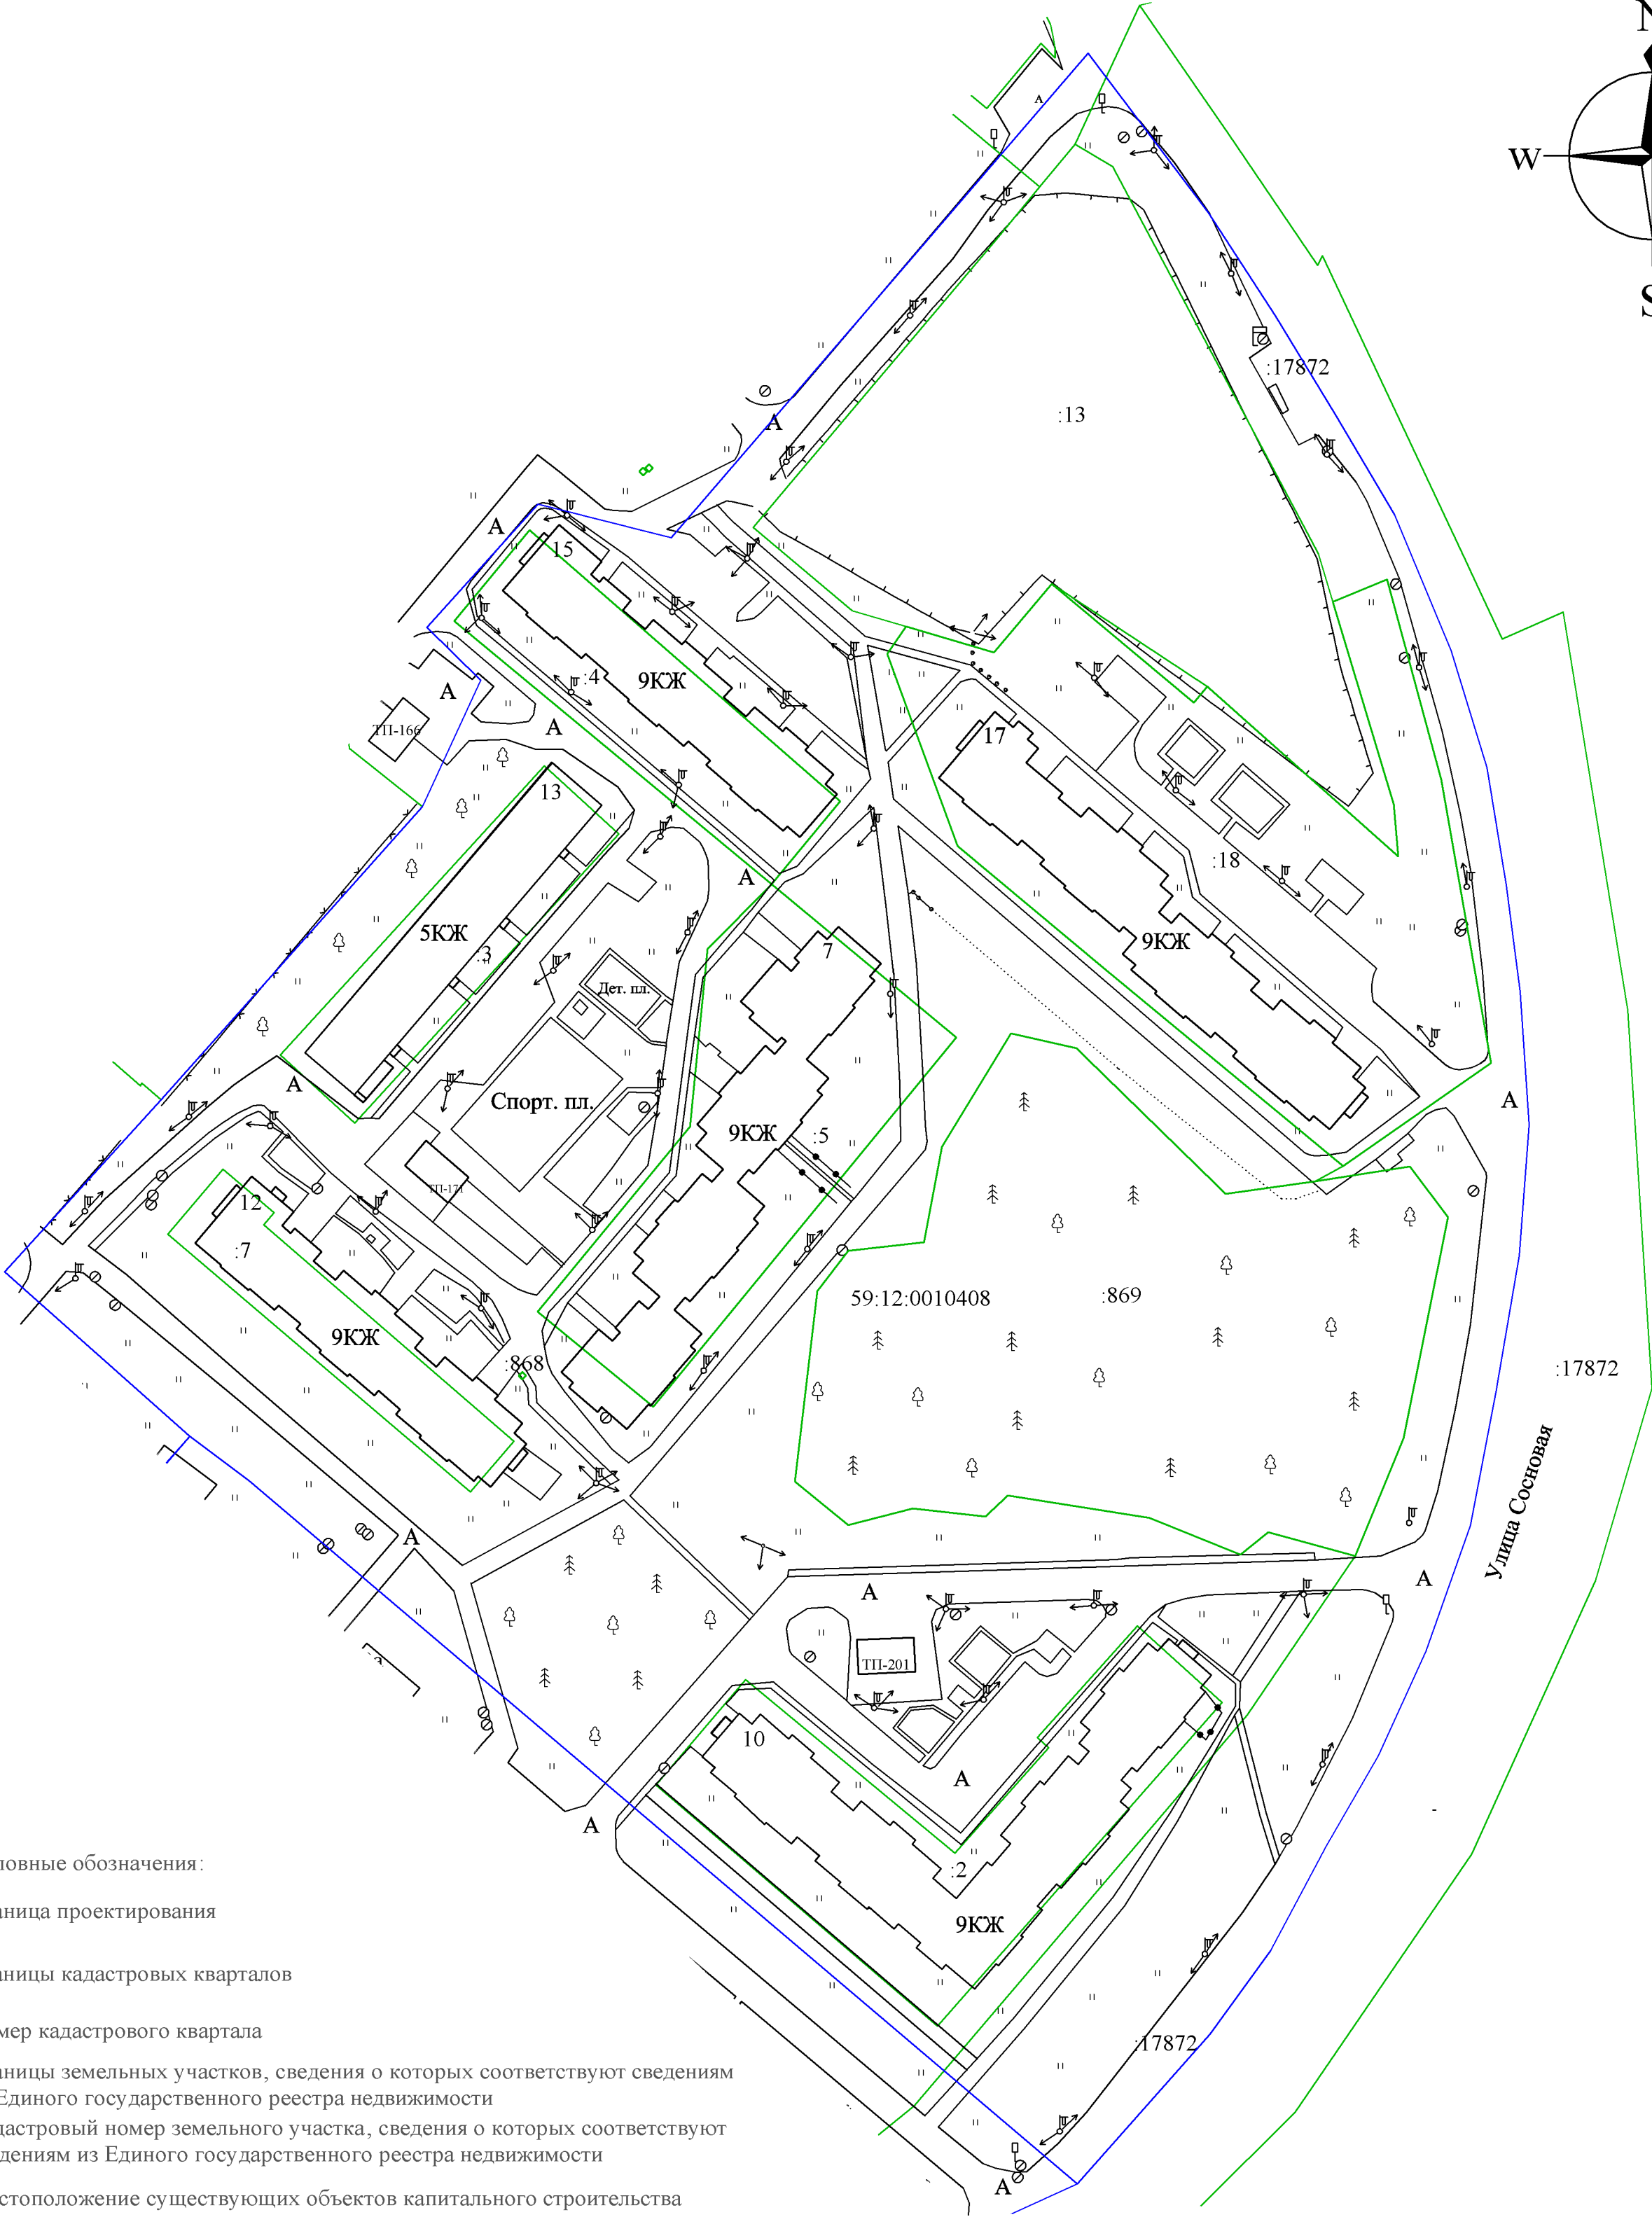 N
W
S
А
:17872
:13
А
А
15
:4
9КЖ
А
ТП-166
А
17
13
А
:18
5КЖ
:3
9КЖ
7
Дет. пл.
А
Спорт. пл.
А
9КЖ
:5
ТП-171
12
:7
59:12:0010408
:869
9КЖ
:868
:17872
Улица Сосновая
А
А
А
ТП-201
10
А
А
:2
9КЖ
:17872
А
ловные обозначения:
аница проектирования
аницы кадастровых кварталов
мер кадастрового квартала
аницы земельных участков, сведения о которых соответствуют сведениям
Единого государственного реестра недвижимости
дастровый номер земельного участка, сведения о которых соответствуют
дениям из Единого государственного реестра недвижимости
стоположение существующих объектов капитального строительства